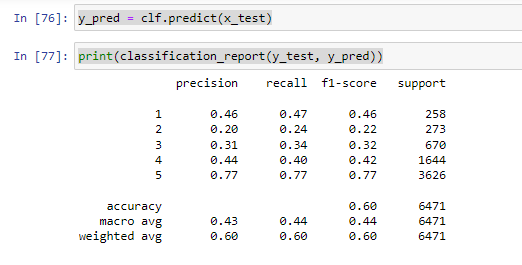 In [76]: y_pred = clf.predict(x_test)
In [77]: print(classification_report(y_test, y_pred))
precision recall f1-score support
1 0.46 0.47 0.46 258
2 0.20 0.24 0.22 273
3 0.31 0.34 0.32 670
4 0.44 0.40 0.42 1644
5 0.77 0.77 0.77 3626
accuracy 0.60 6471
macro avg 0.43 0.44 0.44 6471
weighted avg 0.60 0.60 0.60 6471